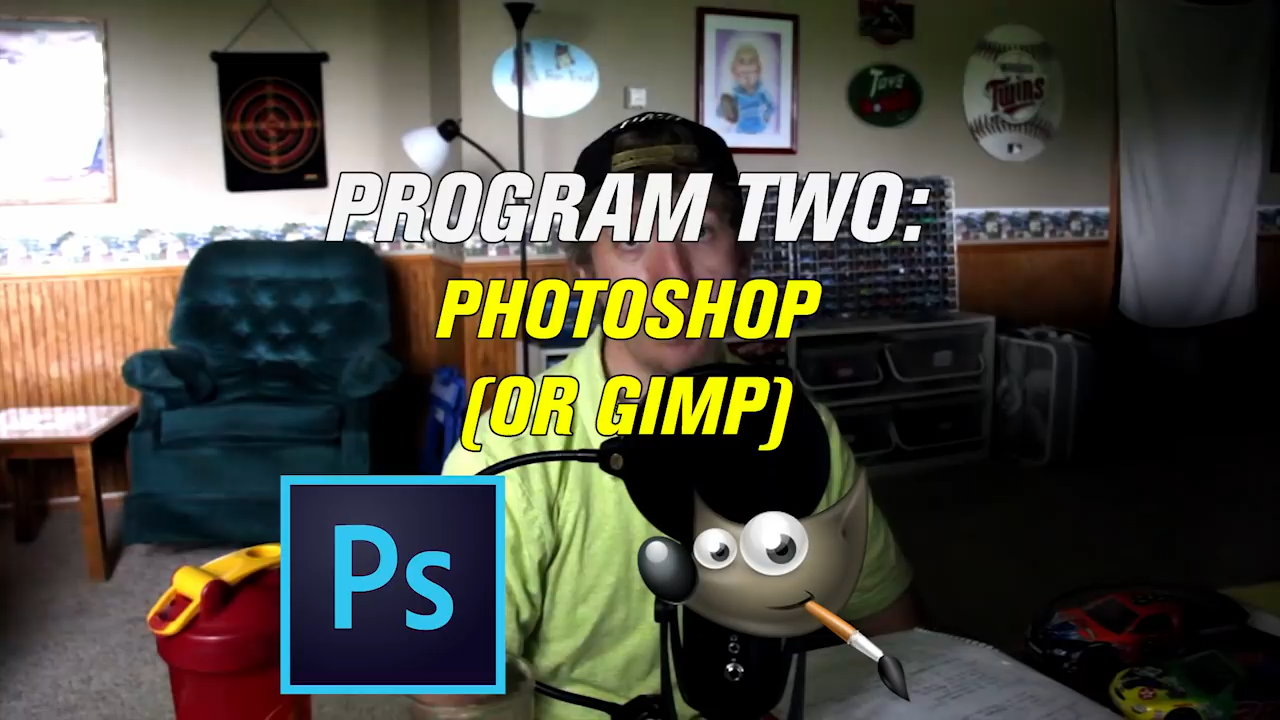 Twins
PROGRAM TWO:
PHOTOSHOP
(OR GIMP)
Ps